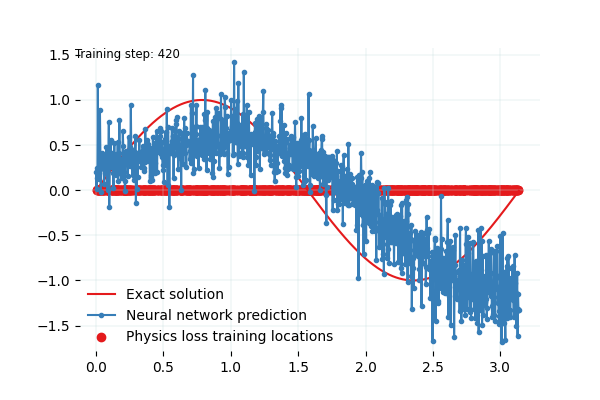 Training step: 420
1.5
1.0
0.5
0.0
−0.5
−1.0
−1.5
Exact solution
Neural network prediction
Physics loss training locations
0.0 0.5 1.0 1.5 2.0 2.5 3.0